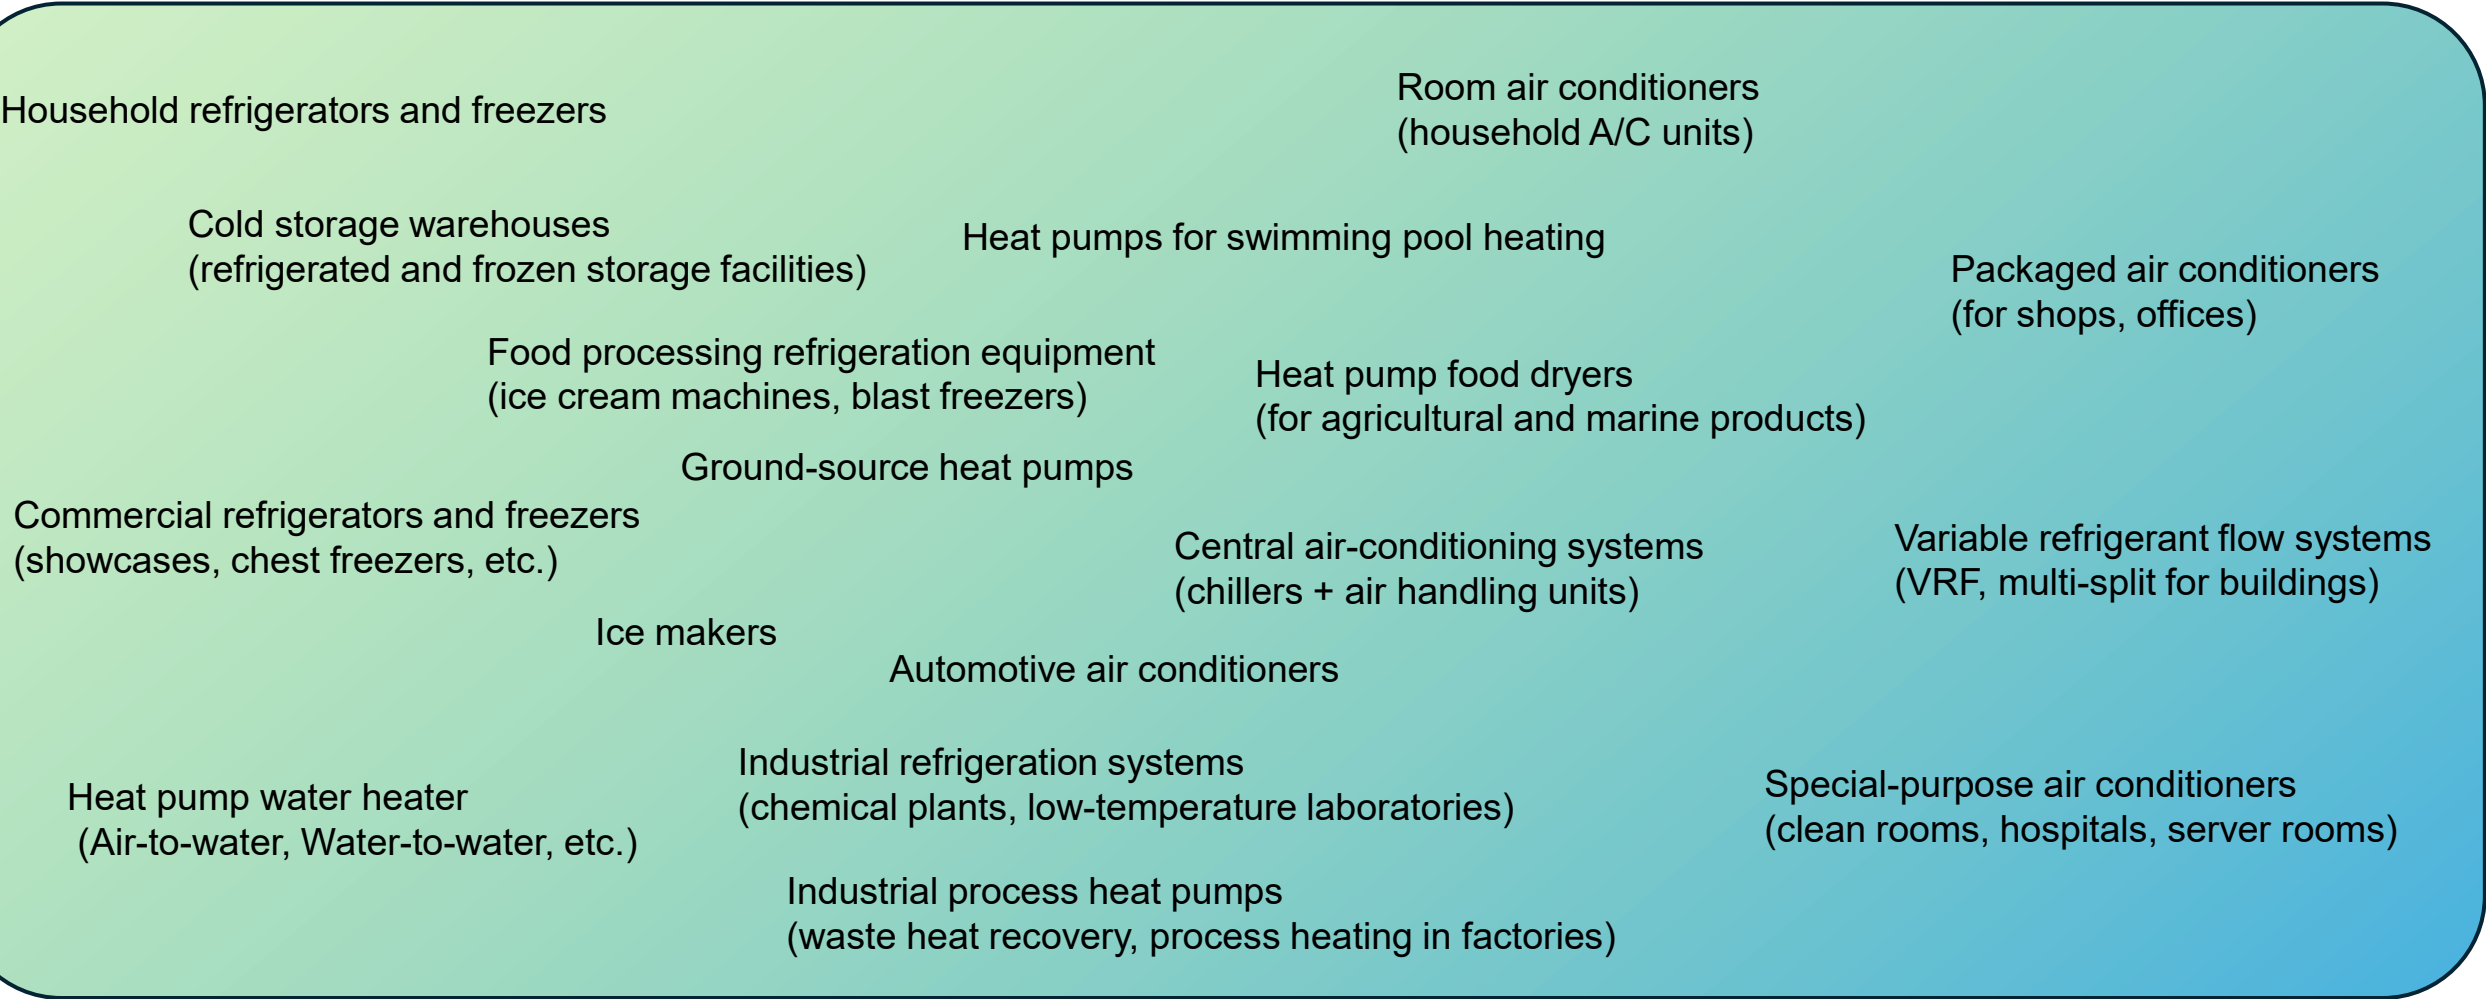 Household refrigerators and freezers
Room air conditioners
(household A/C units)
Cold storage warehouses
(refrigerated and frozen storage facilities)
Heat pumps for swimming pool heating
Packaged air conditioners
(for shops, offices)
Food processing refrigeration equipment
(ice cream machines, blast freezers)
Heat pump food dryers
(for agricultural and marine products)
Ground-source heat pumps
Commercial refrigerators and freezers
(showcases, chest freezers, etc.)
Central air-conditioning systems
(chillers + air handling units)
Variable refrigerant flow systems
(VRF, multi-split for buildings)
Ice makers
Automotive air conditioners
Industrial refrigeration systems
(chemical plants, low-temperature laboratories)
Heat pump water heater
(Air-to-water, Water-to-water, etc.)
Special-purpose air conditioners
(clean rooms, hospitals, server rooms)
Industrial process heat pumps
(waste heat recovery, process heating in factories)